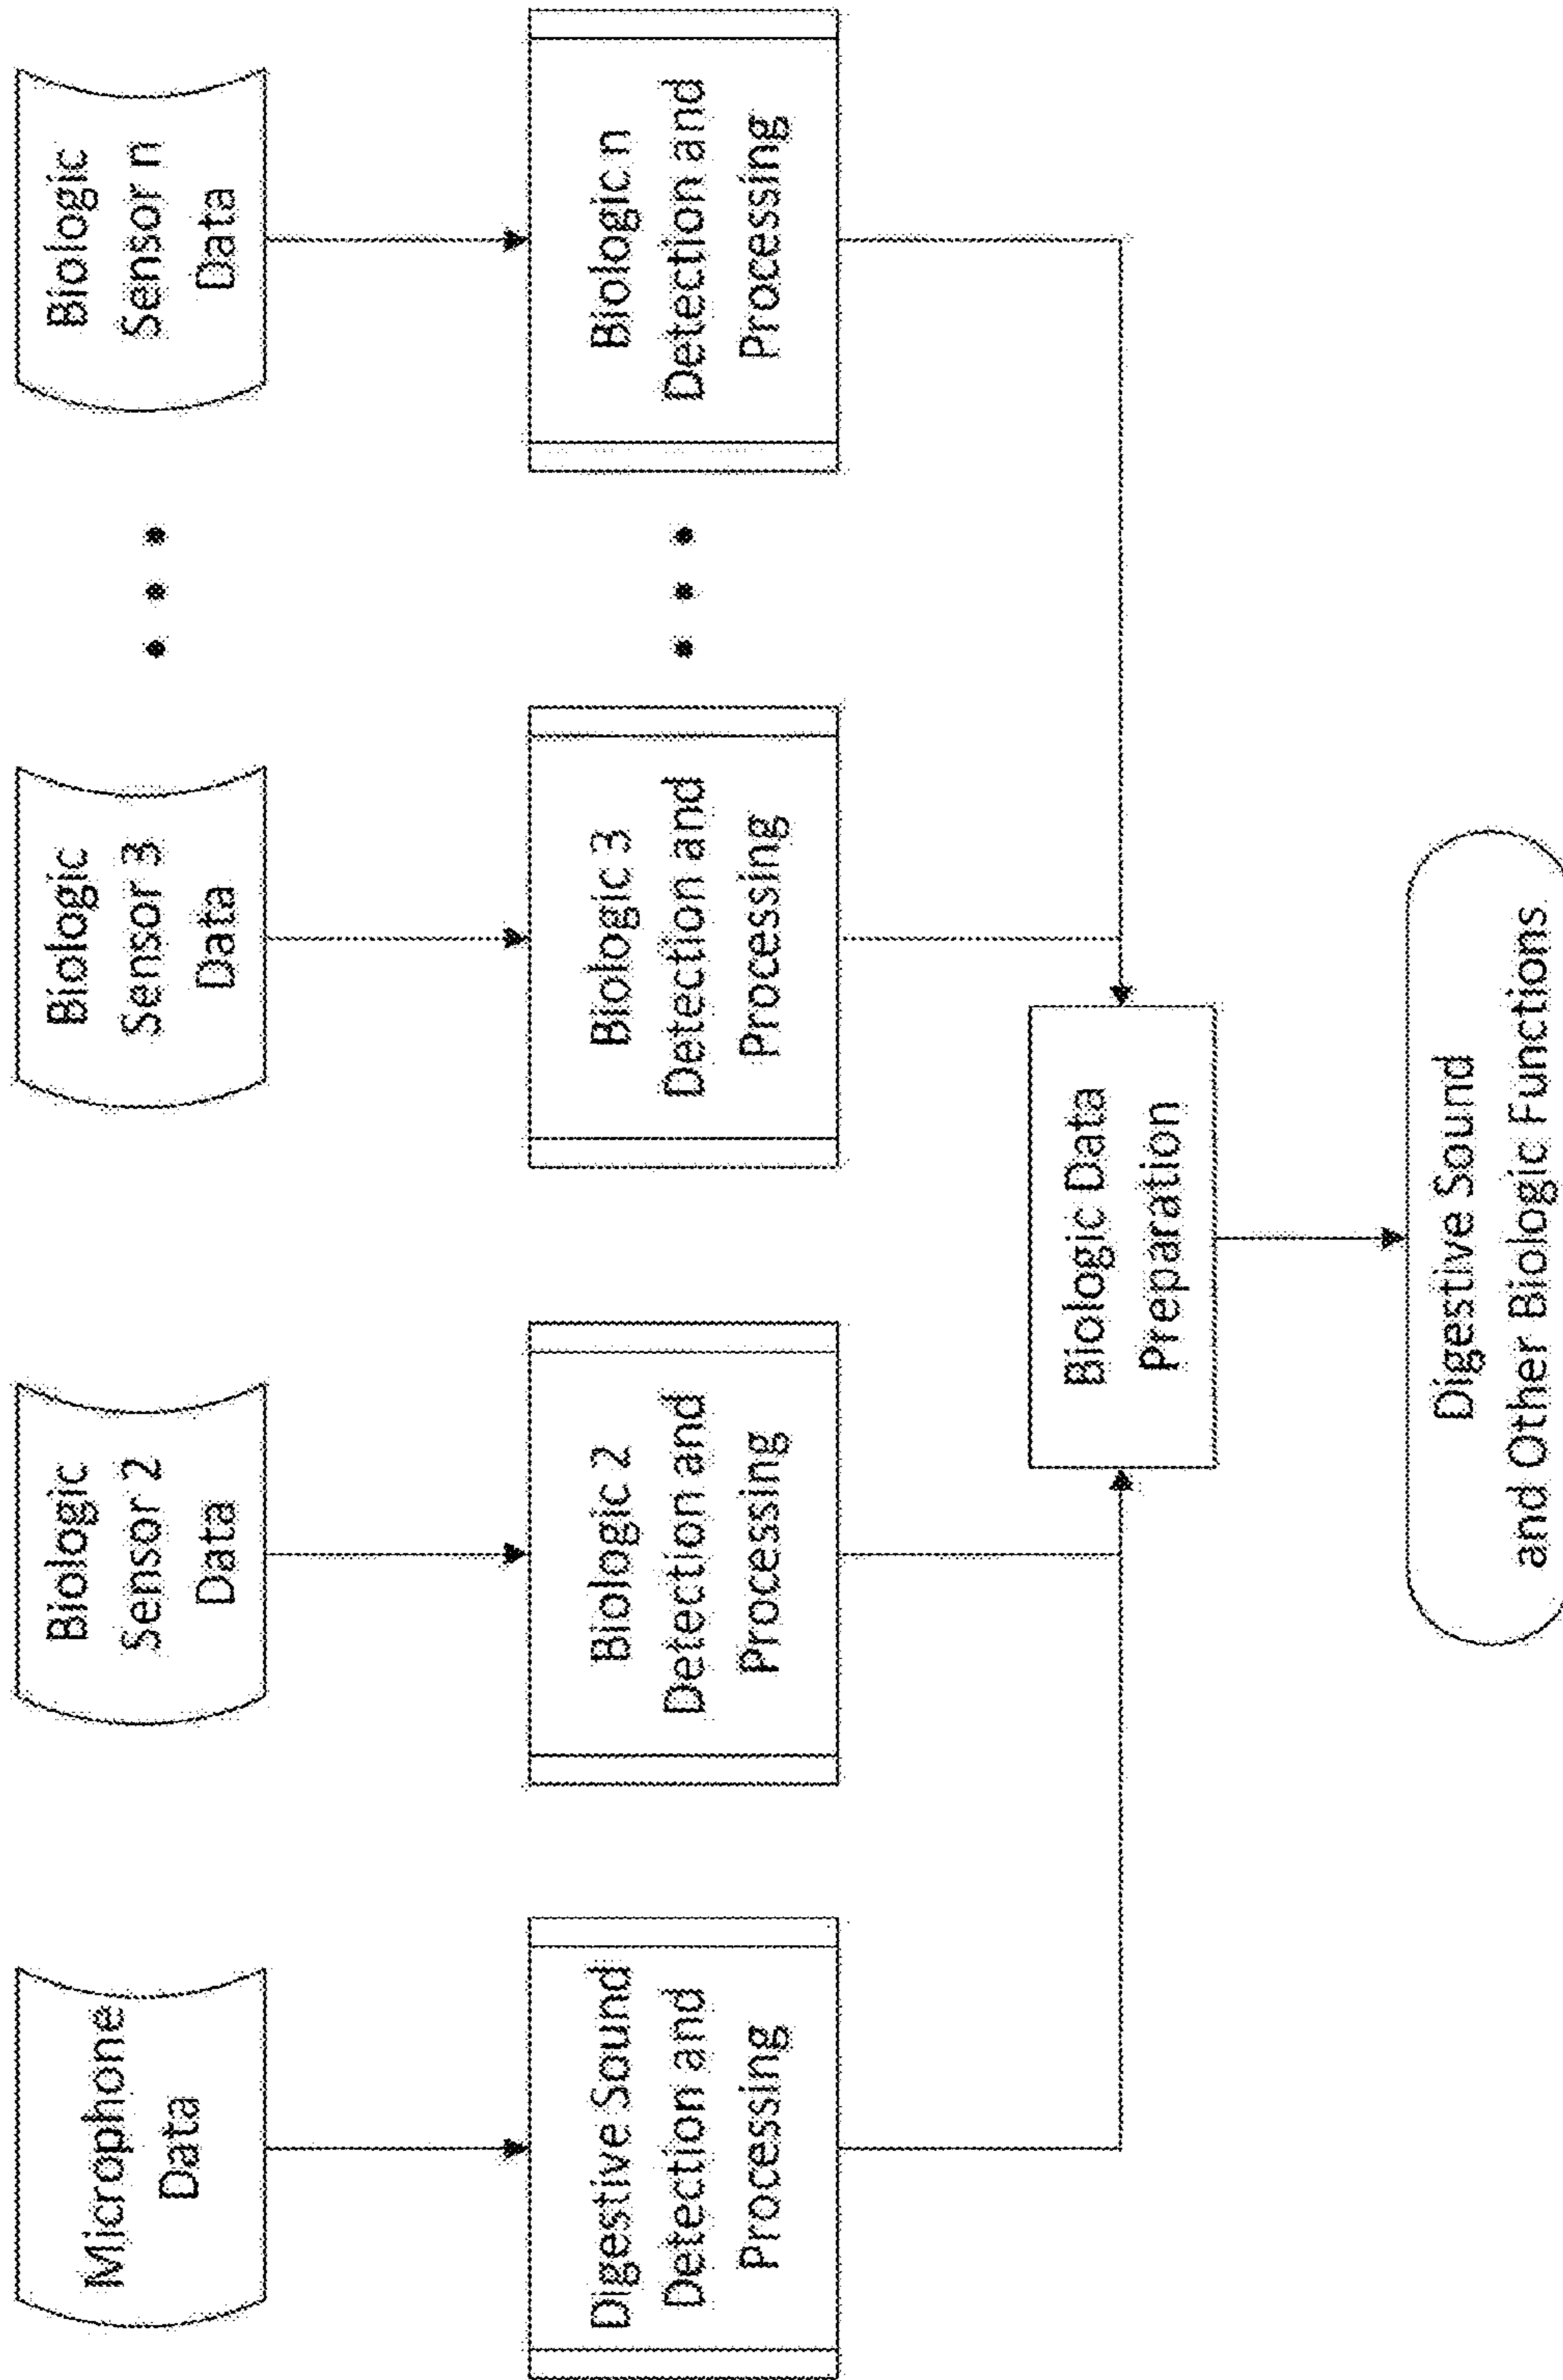 Microphone
Data
Biologic
Sensor 2
Data
Biologic
Sensor 3
Data
Biologic
Sensor n
Data
Digestive Sound
Detection and
Processing
Biologic 2
Detection and
Processing
Biologic 3
Detection and
Processing
Biologic n
Detection and
Processing
Biologic Data
Preparation
Digestive Sound
and Other Biologic Functions